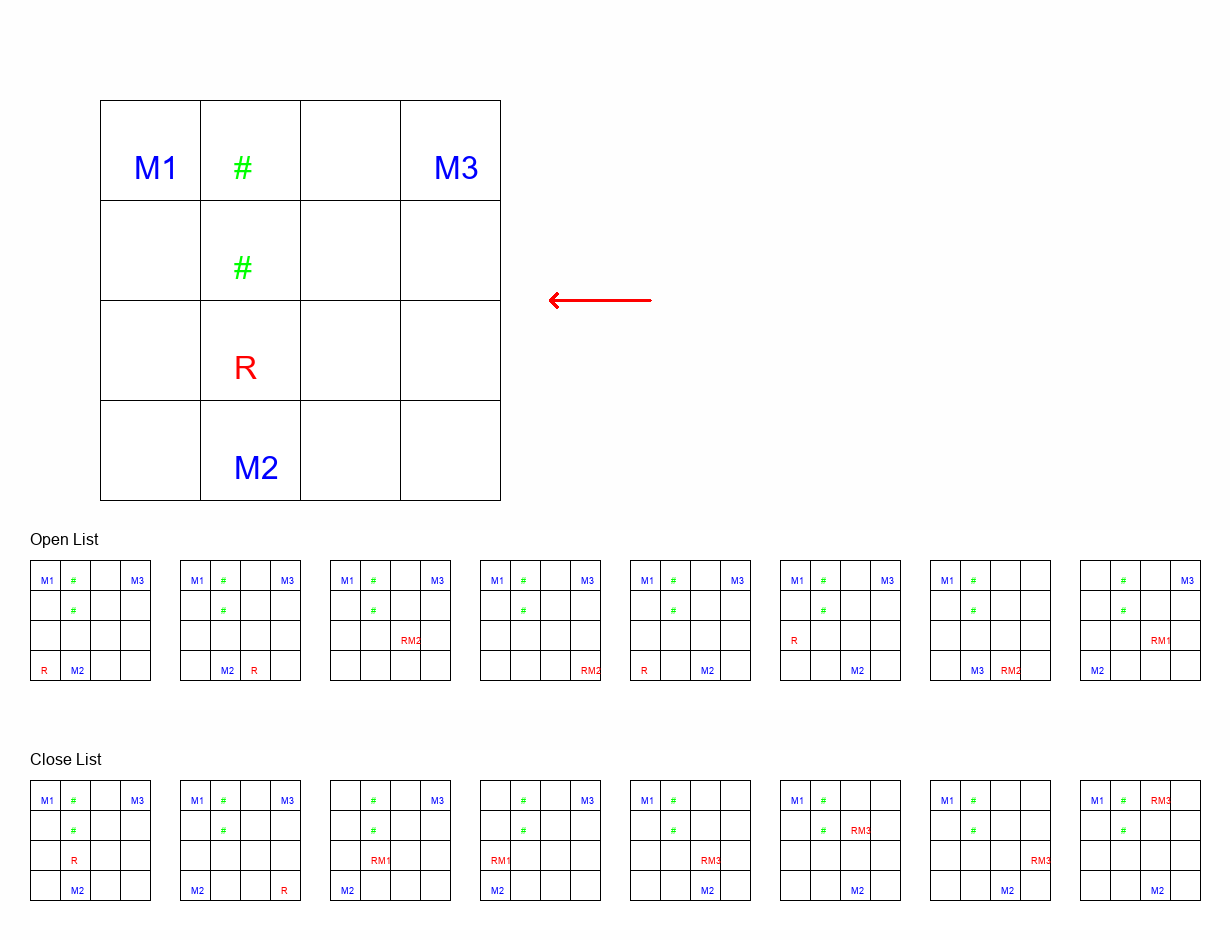 M1 # M3
#
R
M2
Open List
M1 # M3 M1 # M3 M1 # M3 M1 # M3 M1 # M3 M1 # M3 M1 # # M3
# # # # # # # #
RM2 R RM1
R M2 M2 R RM2 R M2 M2 M3 RM2 M2
Close List
M1 # M3 M1 # M3 # M3 # M3 M1 # M1 # M1 # M1 # RM3
# # # # # # RM3 # #
R RM1 RM1 RM3 RM3
M2 M2 R M2 M2 M2 M2 M2 M2